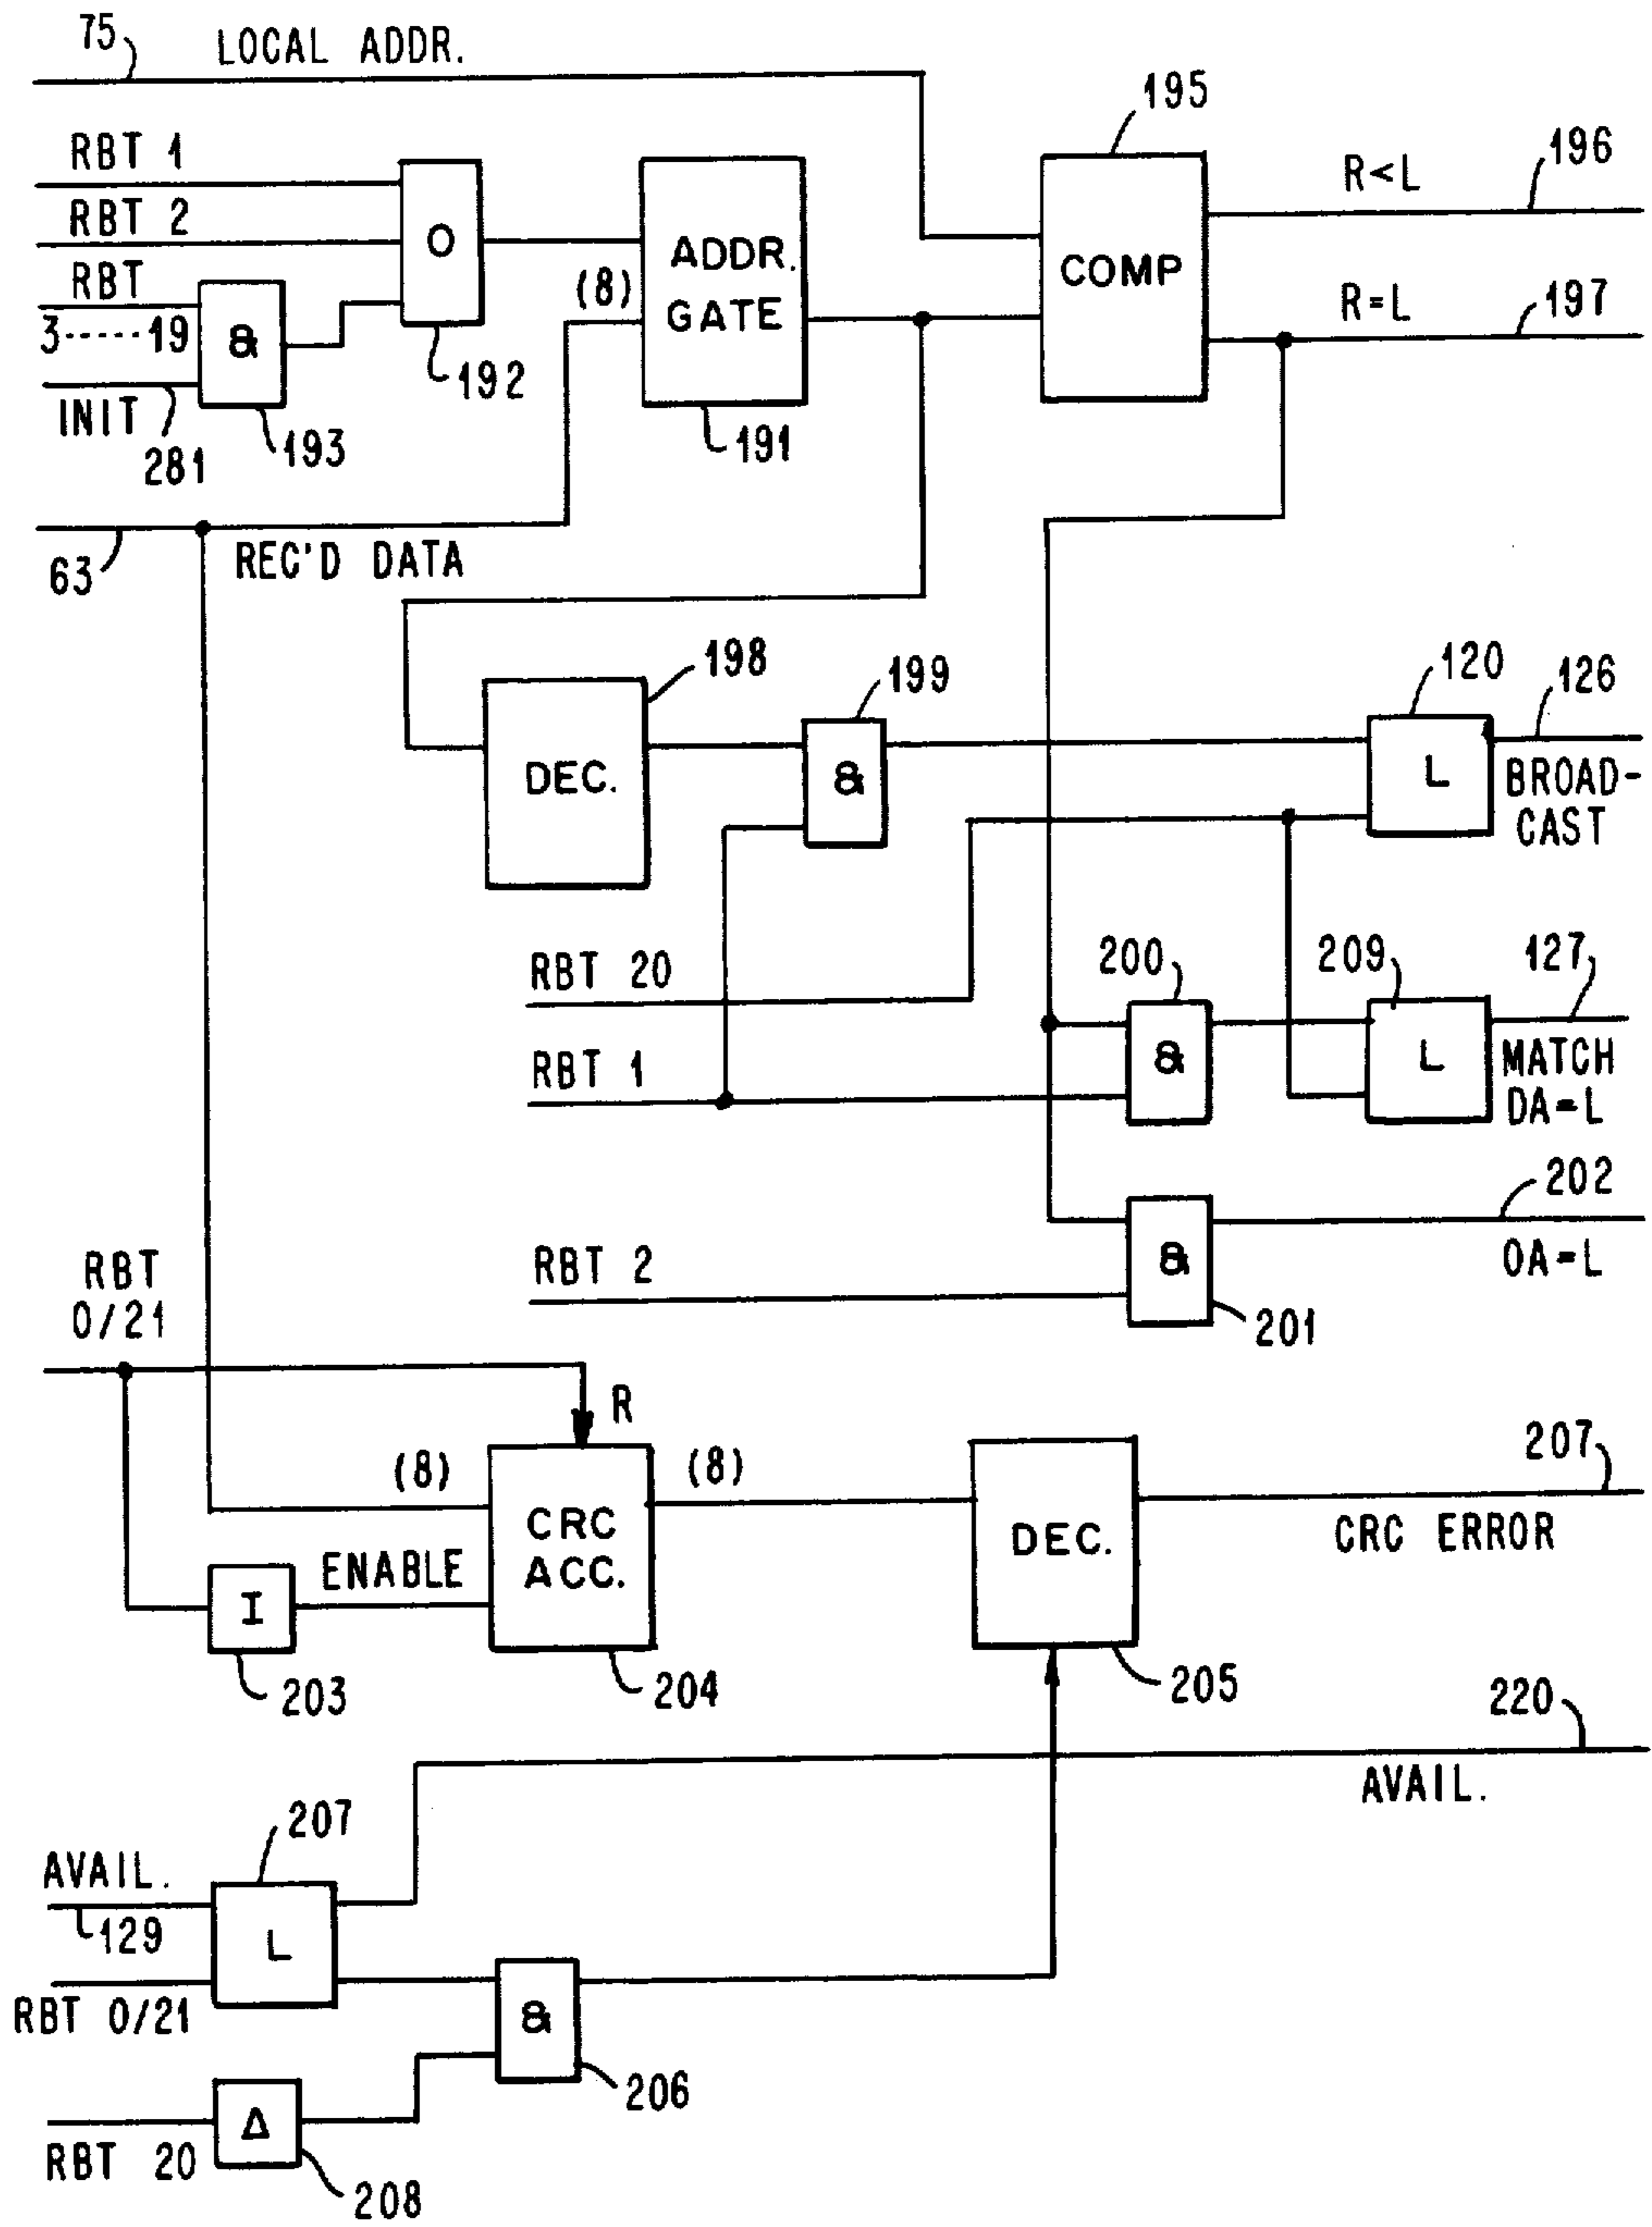 75
LOCAL ADDR.
195
RBT 1
RBT 2
RBT
3-----19
INIT
281
&
193
O
192
(8)
ADDR.
GATE
191
COMP
R<L
196
R=L
197
63
REC'D DATA
198
DEC.
199
&
120
L
126
BROAD-
CAST
RBT 20
RBT 1
200
&
209
L
127
MATCH
DA=L
RBT 2
&
201
202
OA=L
RBT
0/21
R
(8)
(8)
ENABLE
I
203
CRC
ACC.
204
DEC.
205
207
CRC ERROR
220
AVAIL.
207
AVAIL.
129
L
RBT 0/21
&
206
RBT 20
Δ
208